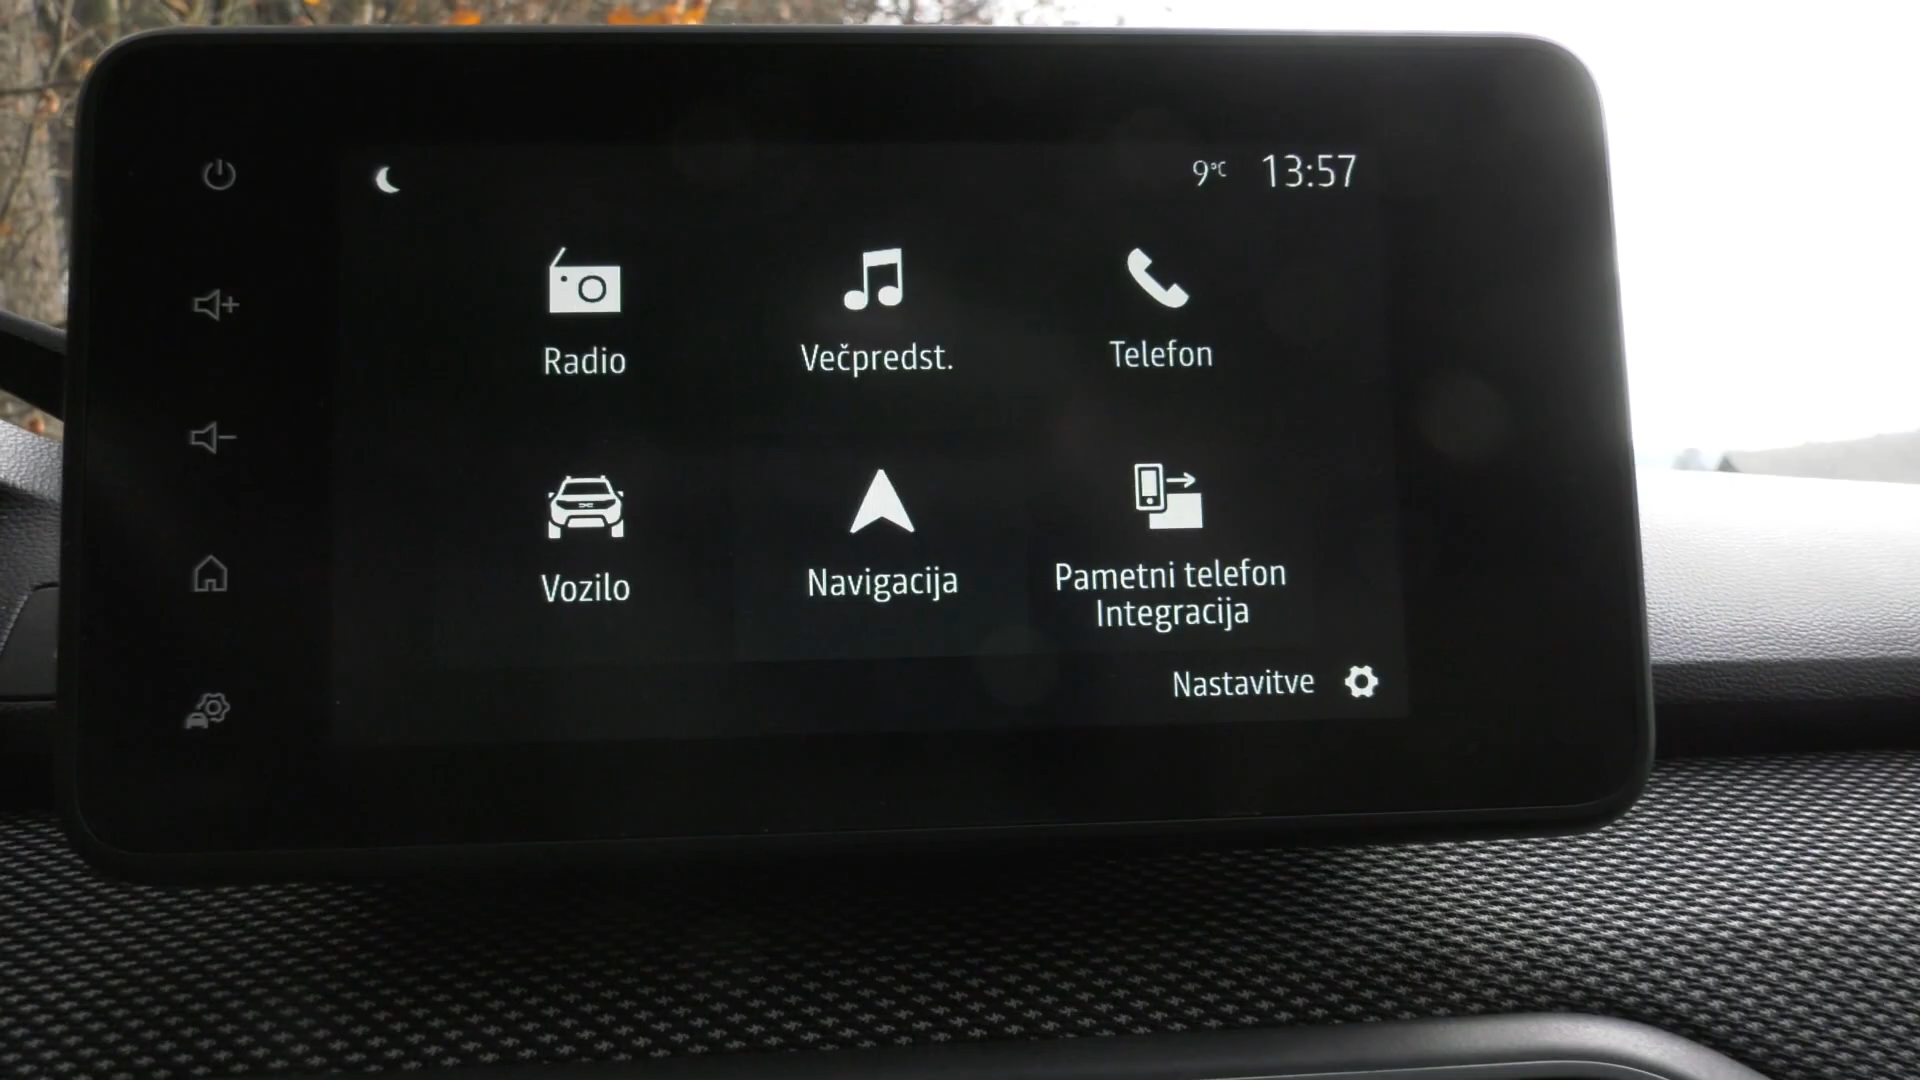 9°C 13:57
Radio
Večpredst.
Telefon
Vozilo
Navigacija
Pametni telefon
Integracija
Nastavitve